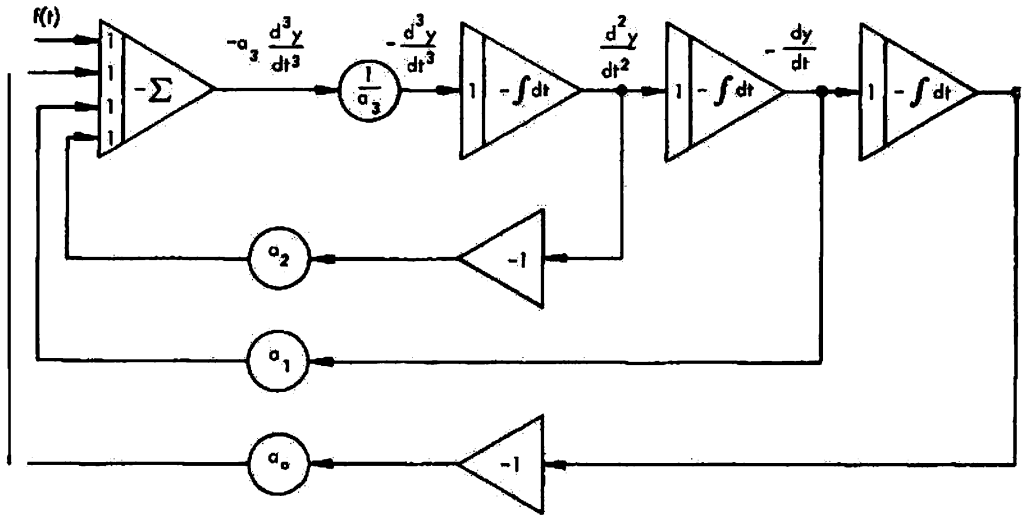 f(t)
1
1
1
1
-∑
-a₃ d³y/dt³
1/a₃
- d³y/dt³
1
-∫dt
d²y/dt²
1
-∫dt
- dy/dt
1
-∫dt
a₂
-1
a₁
a₀
-1